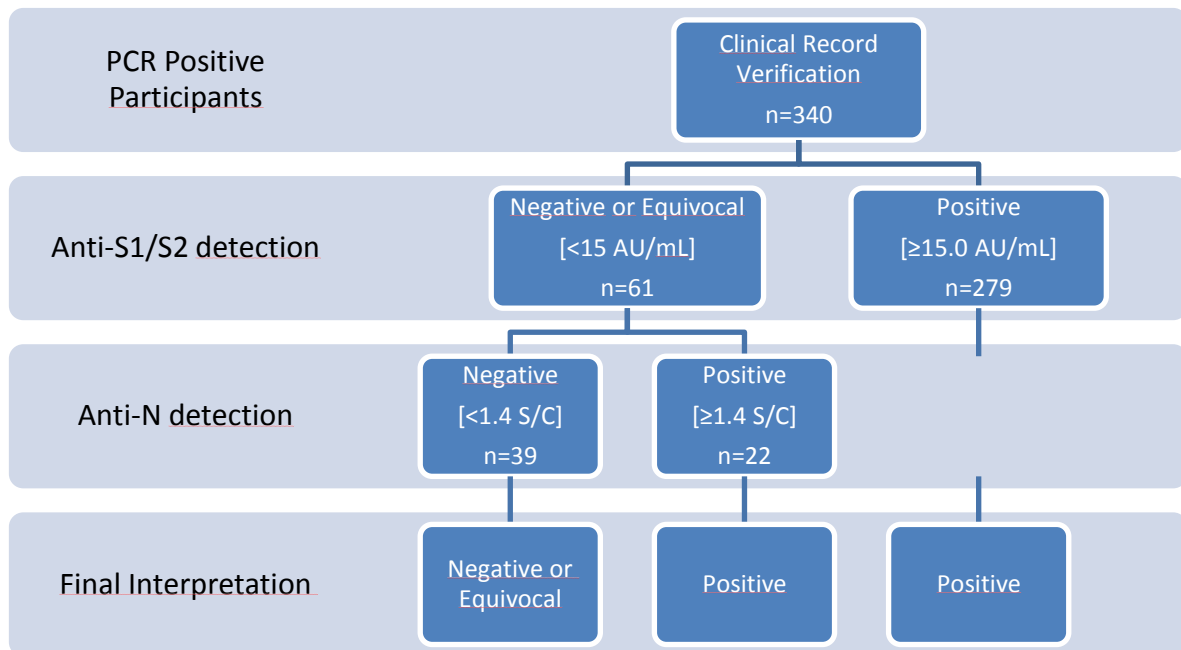 PCR Positive
Participants
Clinical Record
Verification
n=340
Anti-S1/S2 detection
Negative or Equivocal
[<15 AU/mL]
n=61
Positive
[≥15.0 AU/mL]
n=279
Anti-N detection
Negative
[<1.4 S/C]
n=39
Positive
[≥1.4 S/C]
n=22
Final Interpretation
Negative or
Equivocal
Positive
Positive